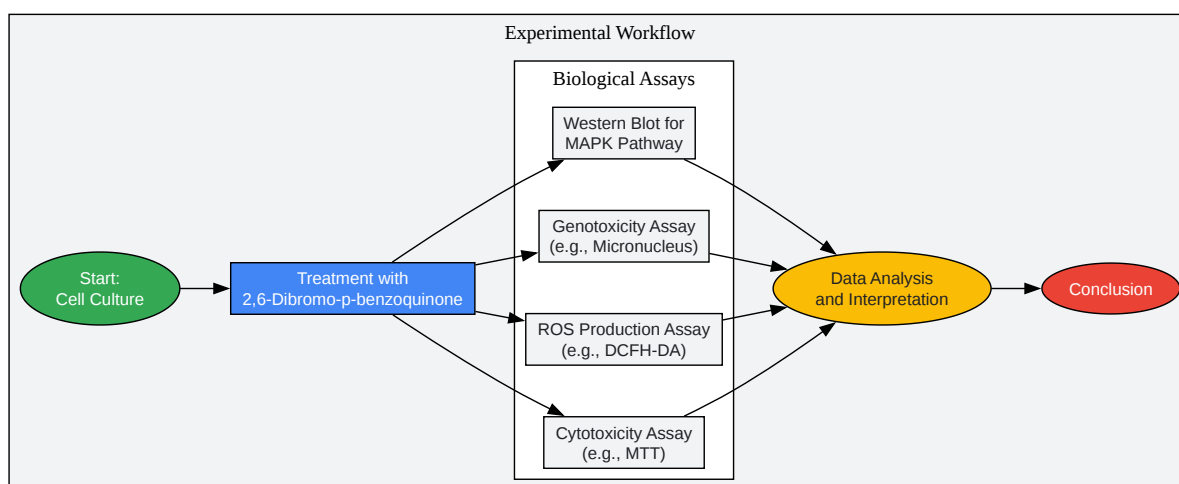 Experimental Workflow
Biological Assays
Western Blot for
MAPK Pathway
Genotoxicity Assay
(e.g., Micronucleus)
Start:
Cell Culture
Treatment with
2,6-Dibromo-p-benzoquinone
Data Analysis
and Interpretation
Conclusion
ROS Production Assay
(e.g., DCFH-DA)
Cytotoxicity Assay
(e.g., MTT)